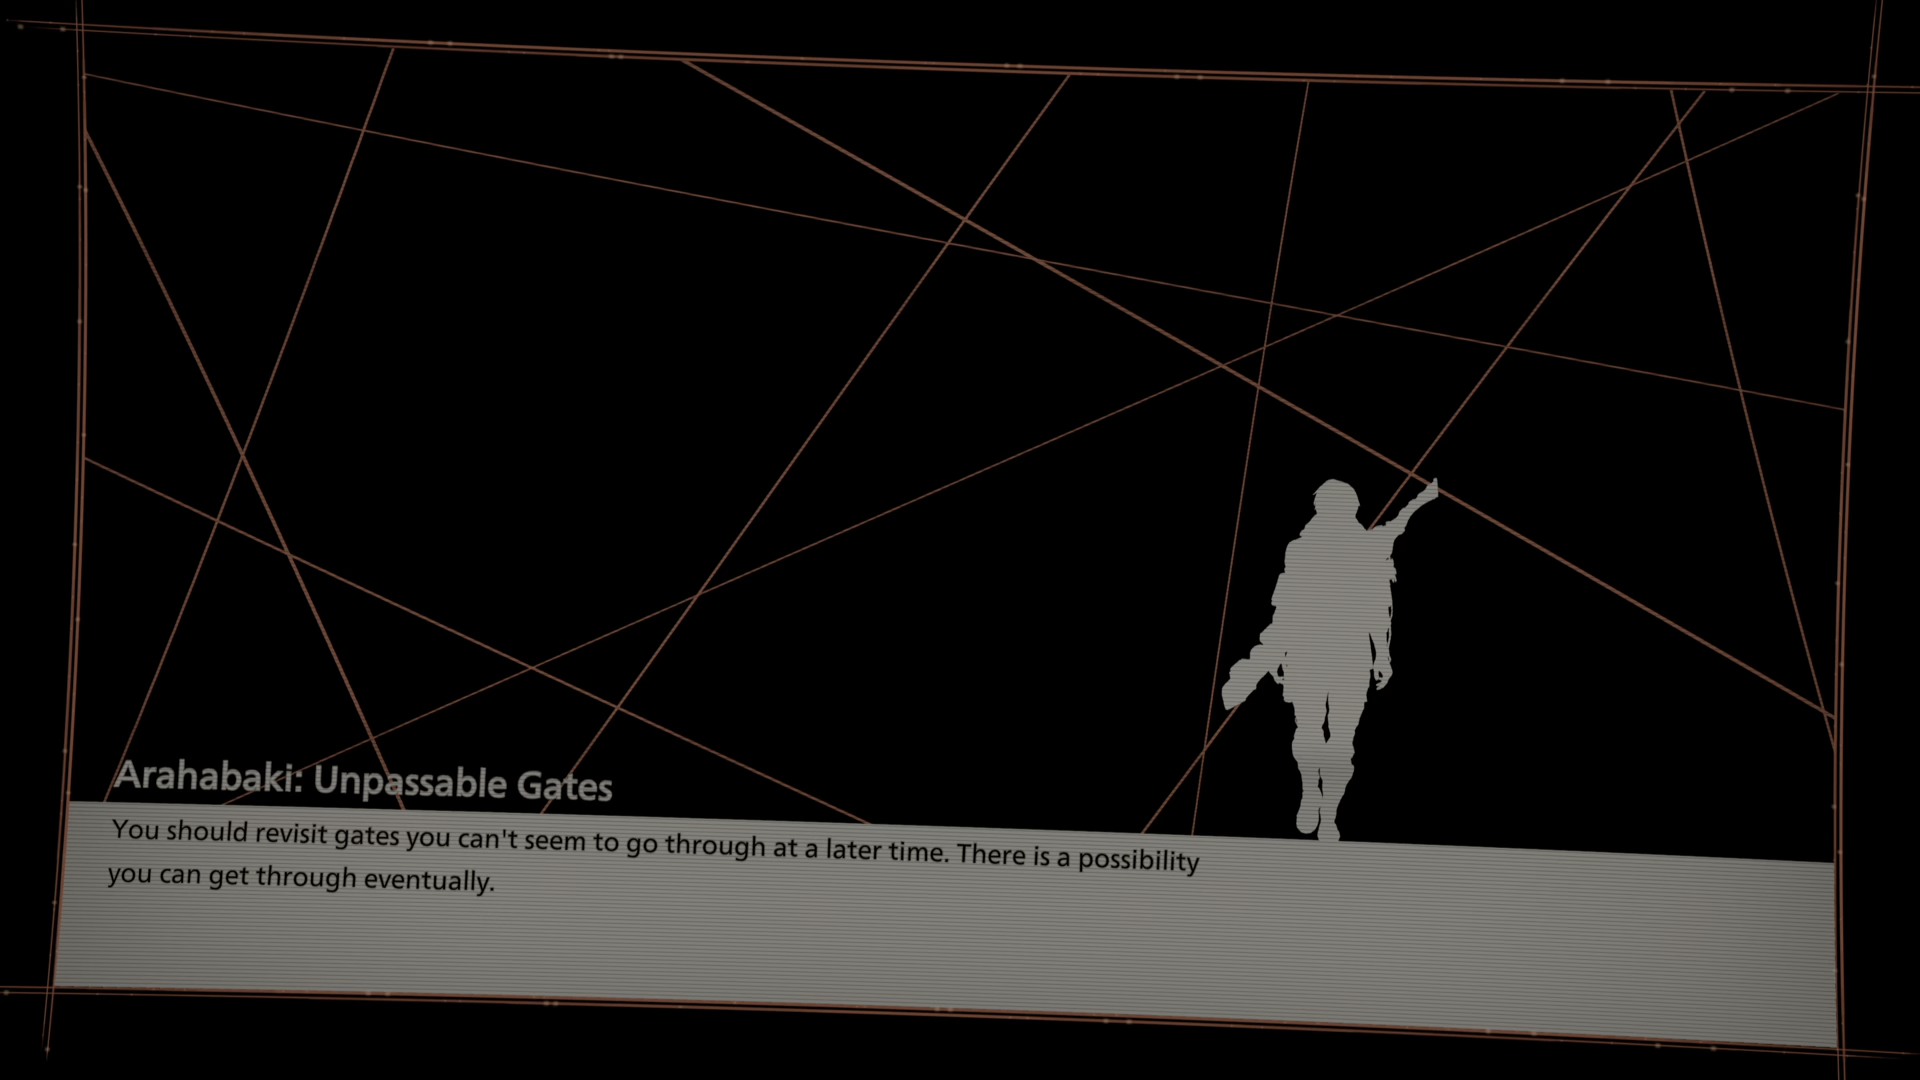 Arahabaki: Unpassable Gates
You should revisit gates you can't seem to go through at a later time. There is a possibility
you can get through eventually.